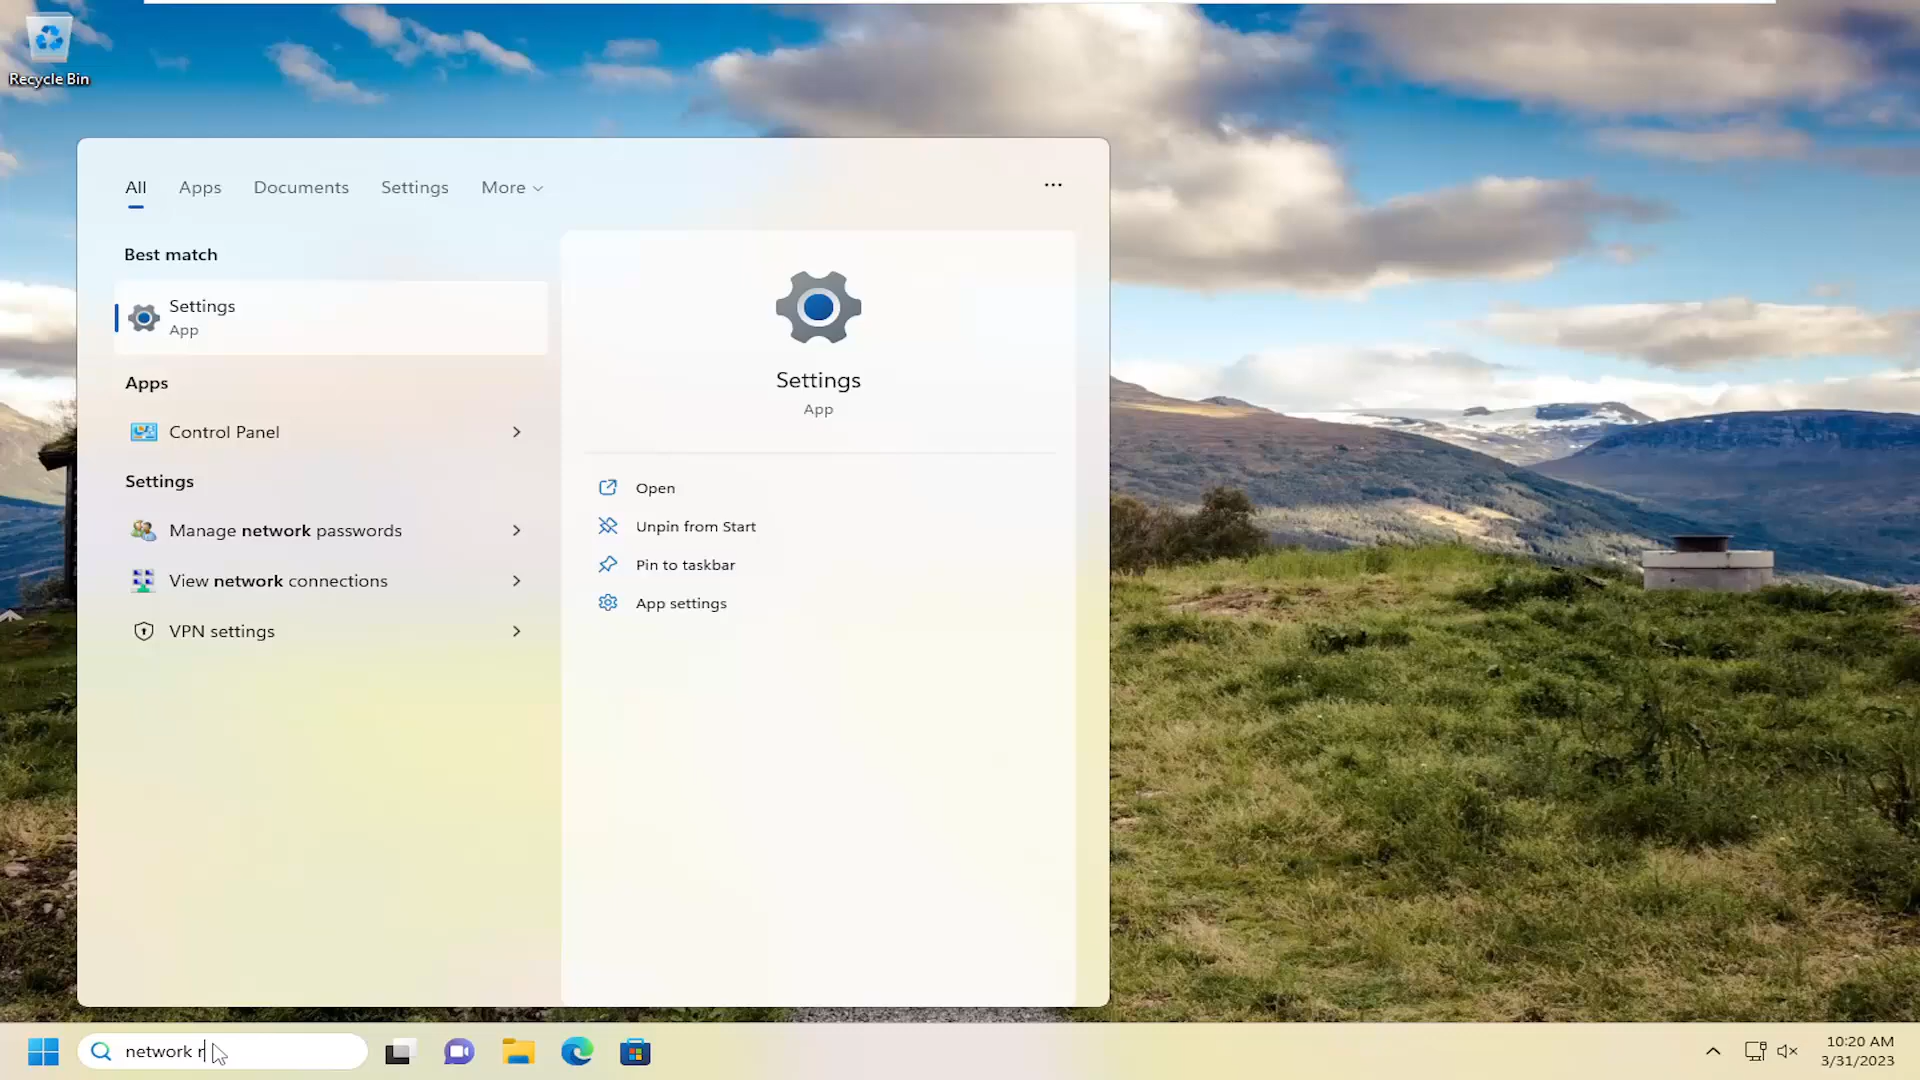 Recycle Bin
All Apps Documents Settings More
Best match
Settings
App
Apps
Control Panel
Settings
Manage network passwords
View network connections
VPN settings
Settings
App
Open
Unpin from Start
Pin to taskbar
App settings
network r
10:20 AM
3/31/2023